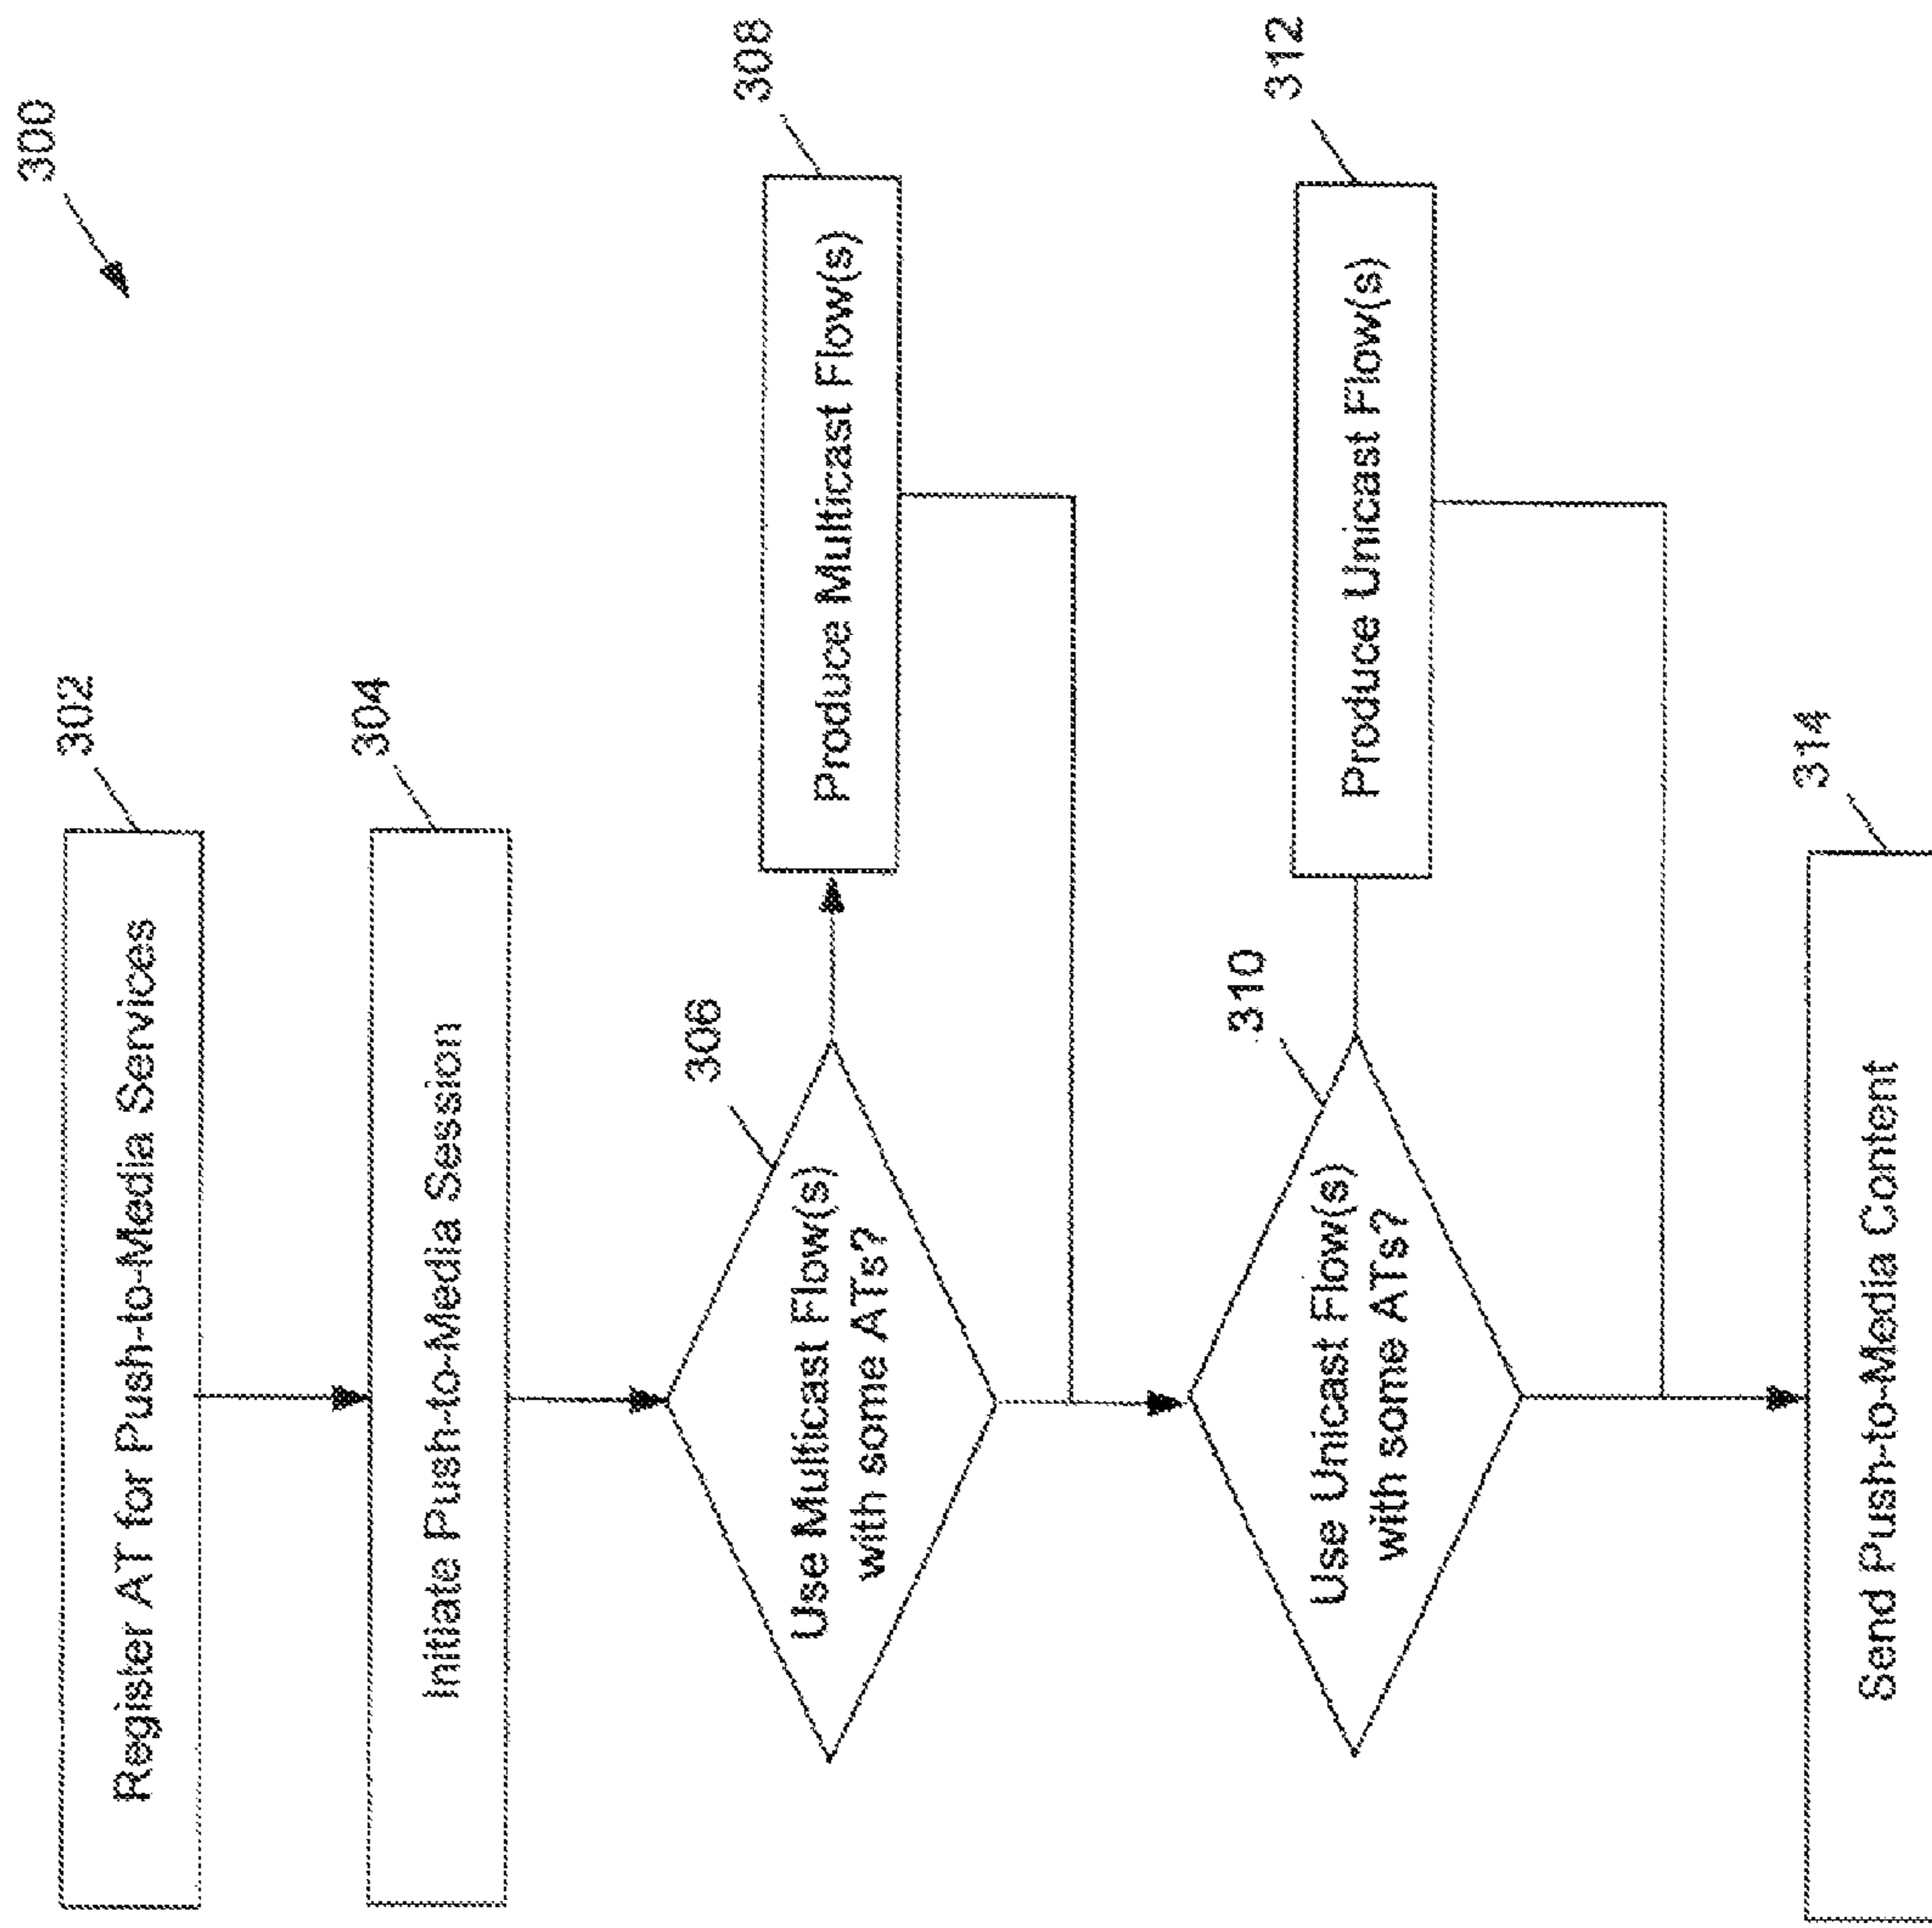 300
302
Register AT for Push-to-Media Services
304
Initiate Push-to-Media Session
306
Use Multicast Flow(s)
with some ATs?
308
Produce Multicast Flow(s)
310
Use Unicast Flow(s)
with some ATs?
312
Produce Unicast Flow(s)
314
Send Push-to-Media Content